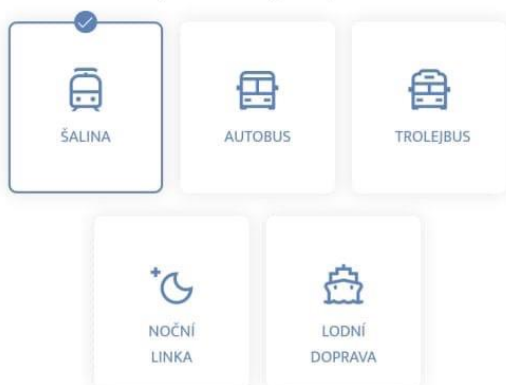 ŠALINA
AUTOBUS
TROLEJBUS
NOČNÍ
LINKA
LODNÍ
DOPRAVA